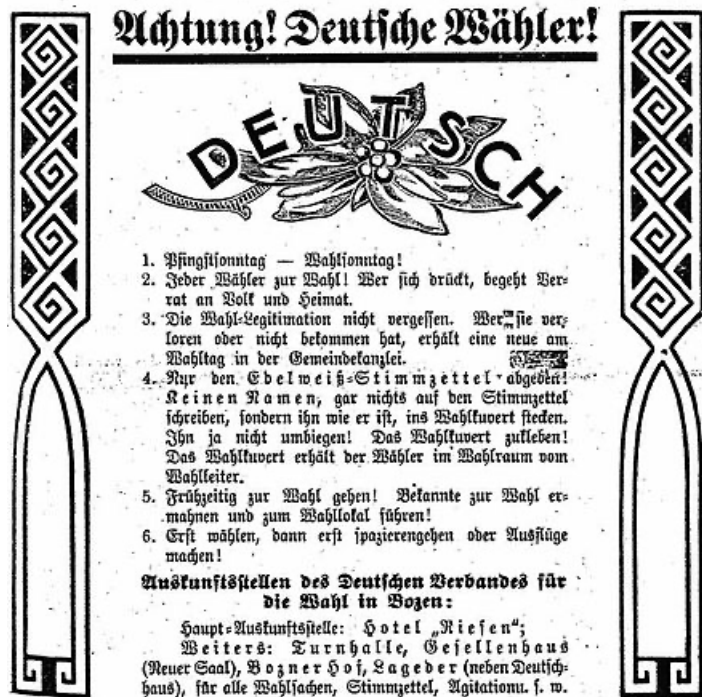 Achtung! Deutsche Wähler!
DEUTSCH
1. Pfingstsonntag — Wahlsonntag!
2. Jeder Wähler zur Wahl! Wer sich drückt, begeht Ver-
rat an Volk und Heimat.
3. Die Wahl-Legitimation nicht vergessen. Wer sie ver-
loren oder nicht bekommen hat, erhält eine neue am
Wahltag in der Gemeindekanzlei.
4. Nur den Edelweiß-Stimmzettel abgeben!
Keinen Namen, gar nichts auf den Stimmzettel
schreiben, sondern ihn wie er ist, ins Wahlkuvert stecken.
Ihn ja nicht umbiegen! Das Wahlkuvert zukleben!
Das Wahlkuvert erhält der Wähler im Wahlraum vom
Wahlleiter.
5. Frühzeitig zur Wahl gehen! Bekannte zur Wahl er-
mahnen und zum Wahllokal führen!
6. Erst wählen, dann erst spazierengehen oder Ausflüge
machen!
Auskunftsstellen des Deutschen Verbandes für
die Wahl in Bozen:
Haupt-Auskunftsstelle: Hotel „Riesen";
Weiters: Turnhalle, Gesellenhaus
(Neuer Saal), Bozner Hof, Lageder (neben Deutsch-
haus), für alle Wahlsachen, Stimmzettel, Agitation u. s. w.